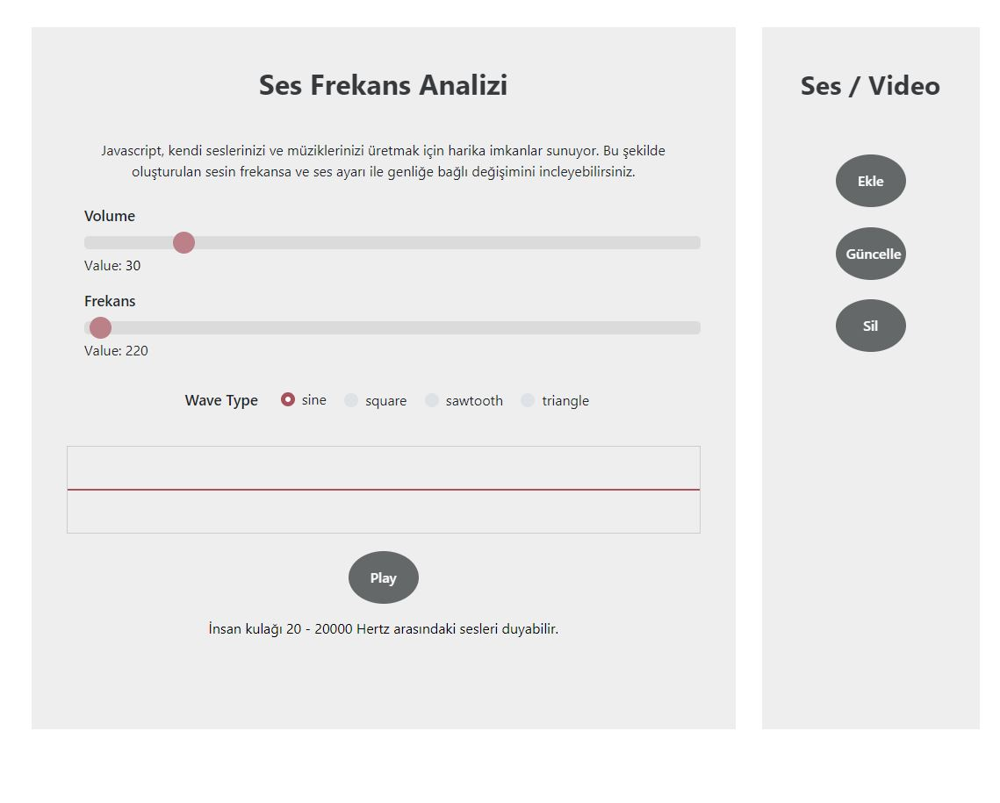 Ses Frekans Analizi
Javascript, kendi seslerinizi ve müziklerinizi üretmak için harika imkanlar sunuyor. Bu şekilde
oluşturulan sesin frekansa ve ses ayarı ile genliğe bağlı değişimini incleyebilirsiniz.
Volume
Value: 30
Frekans
Value: 220
Wave Type sine square sawtooth triangle
Play
İnsan kulağı 20 - 20000 Hertz arasındaki sesleri duyabilir.
Ses / Video
Ekle
Güncelle
Sil